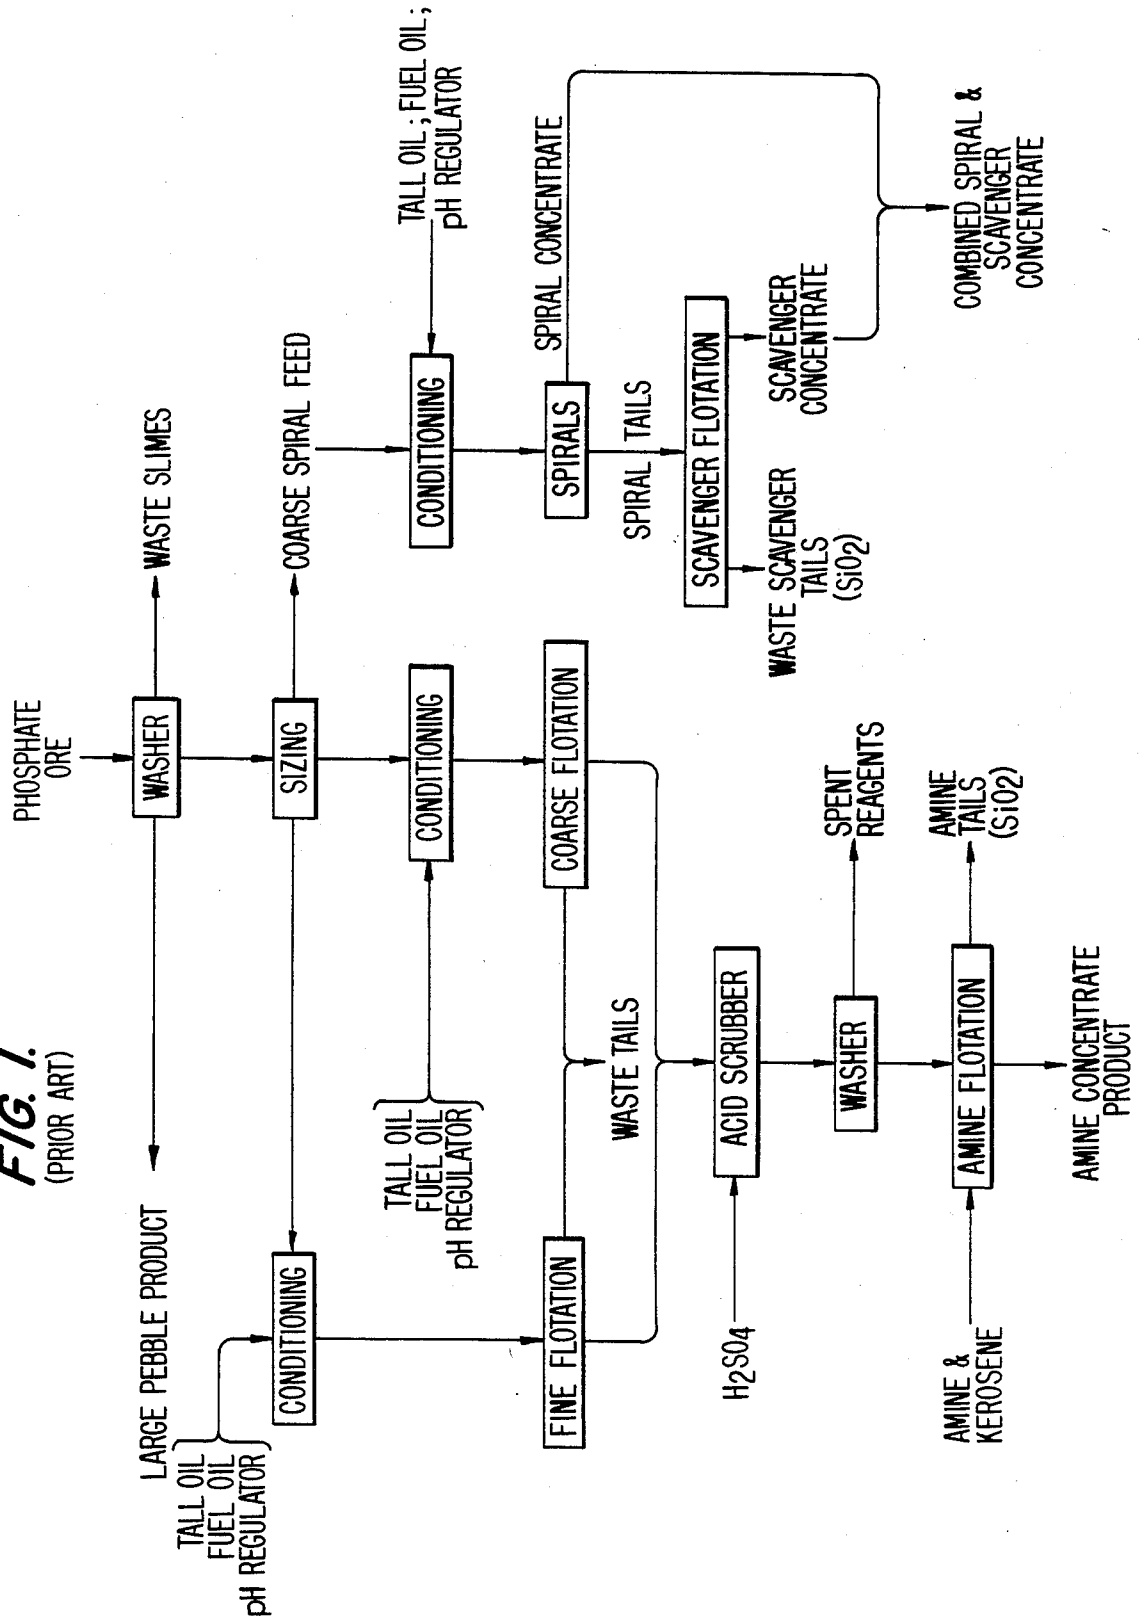 FIG. 1.
(PRIOR ART)
PHOSPHATE
ORE
LARGE PEBBLE PRODUCT
WASHER
WASTE SLIMES
TALL OIL
FUEL OIL
pH REGULATOR
CONDITIONING
SIZING
COARSE SPIRAL FEED
TALL OIL
FUEL OIL
pH REGULATOR
CONDITIONING
CONDITIONING
TALL OIL; FUEL OIL;
pH REGULATOR
FINE FLOTATION
COARSE FLOTATION
SPIRALS
SPIRAL CONCENTRATE
WASTE TAILS
SPIRAL TAILS
H2SO4
ACID SCRUBBER
SCAVENGER FLOTATION
WASTE SCAVENGER
TAILS
(SiO2)
SCAVENGER
CONCENTRATE
WASHER
SPENT
REAGENTS
AMINE &
KEROSENE
AMINE FLOTATION
AMINE
TAILS
(SiO2)
COMBINED SPIRAL &
SCAVENGER
CONCENTRATE
AMINE CONCENTRATE
PRODUCT